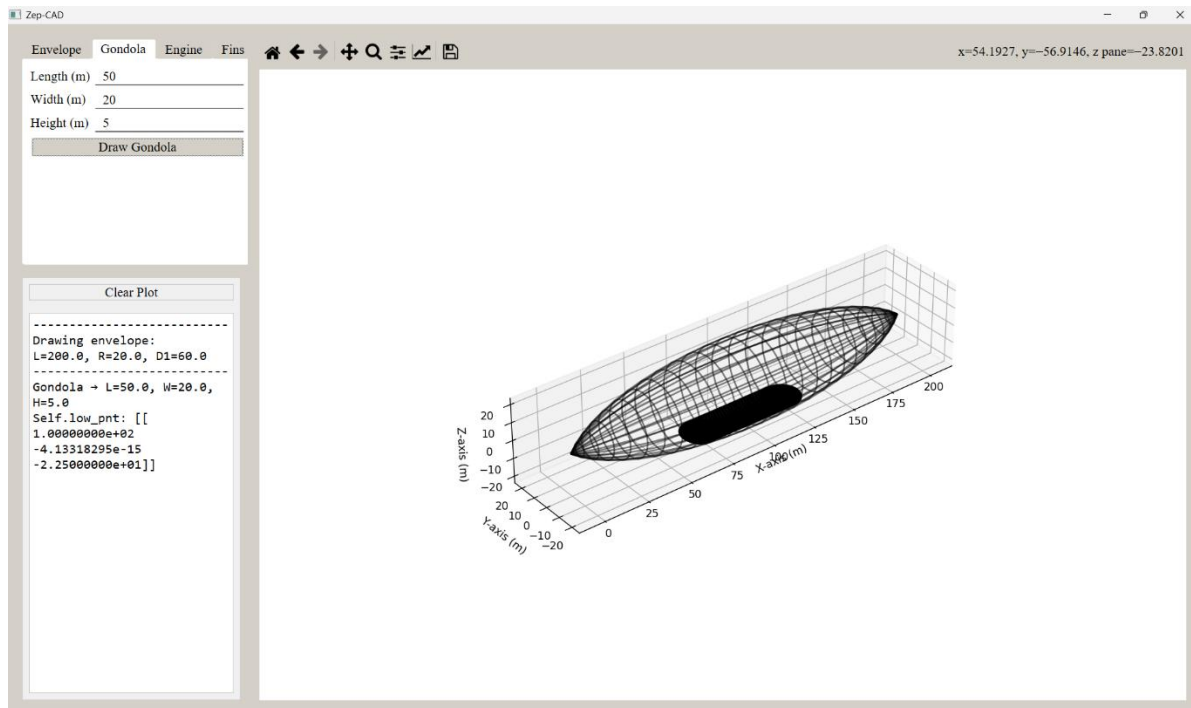 Zep-CAD
Envelope Gondola Engine Fins
x=54.1927, y=−56.9146, z pane=−23.8201
Length (m) 50
Width (m) 20
Height (m) 5
Draw Gondola
Clear Plot
----------------------------
Drawing envelope:
L=200.0, R=20.0, D1=60.0
----------------------------
Gondola → L=50.0, W=20.0,
H=5.0
Self.low_pnt: [[
1.00000000e+02
-4.13318295e-15
-2.25000000e+01]]
Z-axis (m)
20
10
0
−10
−20
Y-axis (m)
20
10
0
−10
−20
X-axis (m)
0
25
50
75
100
125
150
175
200